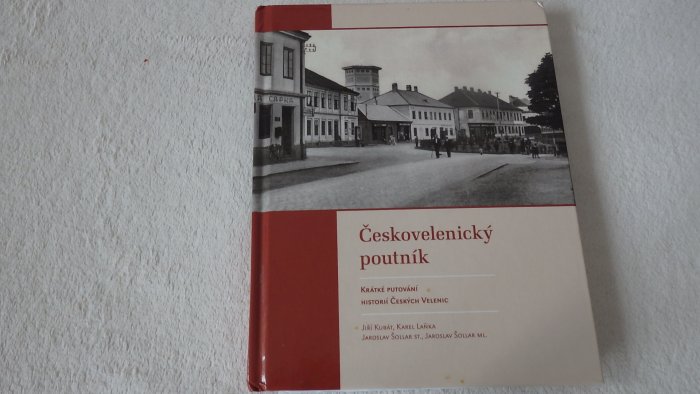 Českovelenický
poutník
Krátké putování
historií Českých Velenic
Jiří Kubát, Karel Laňka
Jaroslav Šollar st., Jaroslav Šollar ml.